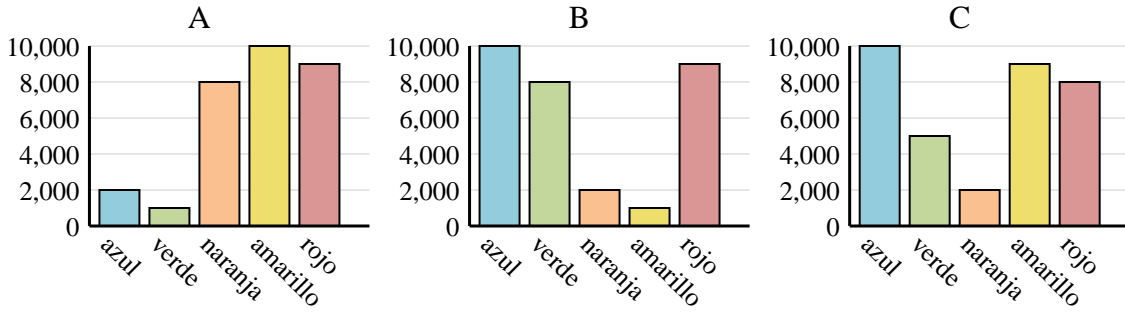 A
10,000
8,000
6,000
4,000
2,000
0
azul
verde
naranja
amarillo
rojo
B
10,000
8,000
6,000
4,000
2,000
0
azul
verde
naranja
amarillo
rojo
C
10,000
8,000
6,000
4,000
2,000
0
azul
verde
naranja
amarillo
rojo